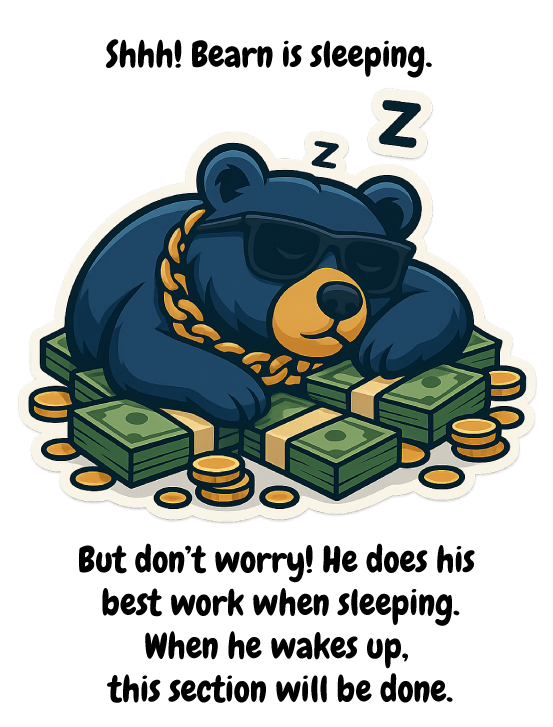 Shhh! Bearn is sleeping.
z
Z
But don't worry! He does his
best work when sleeping.
When he wakes up,
this section will be done.